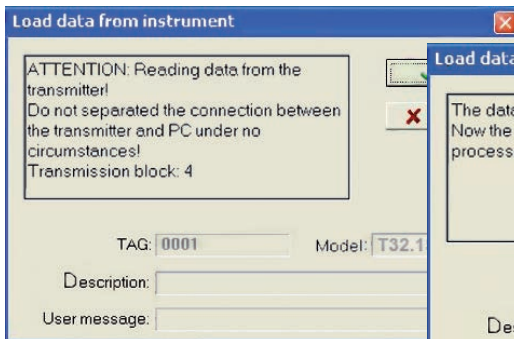 Load data from instrument
ATTENTION: Reading data from the
transmitter!
Do not separated the connection between
the transmitter and PC under no
circumstances!
Transmission block: 4
TAG: 0001
Model: T32.1
Description:
User message:
Load data
The data
Now the
process